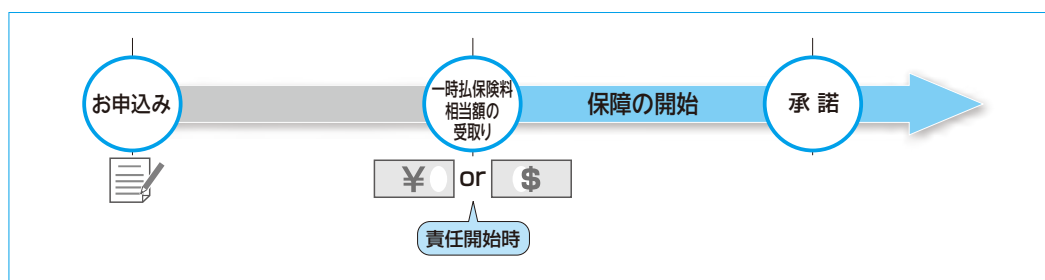 お申込み
一時払保険料
相当額の
受取り
保障の開始
承諾
¥ or $
責任開始時